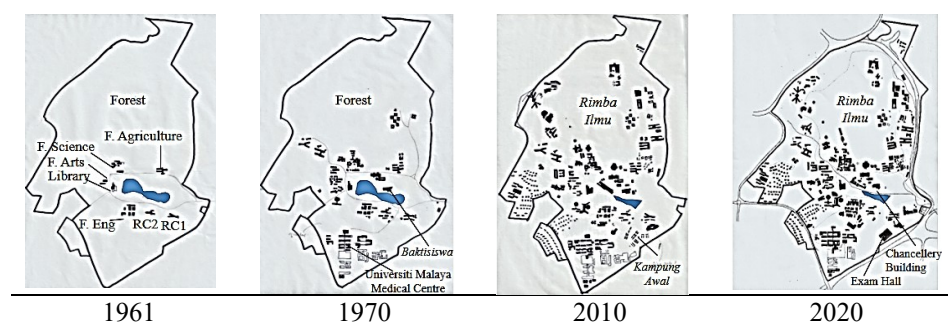 Forest
F. Agriculture
F. Science
F. Arts
Library
F. Eng
RC2 RC1
1961
Forest
Baktisiswa
Universiti Malaya
Medical Centre
1970
Rimba
Ilmu
Kampung
Awal
2010
Rimba
Ilmu
Chancellery
Building
Exam Hall
2020